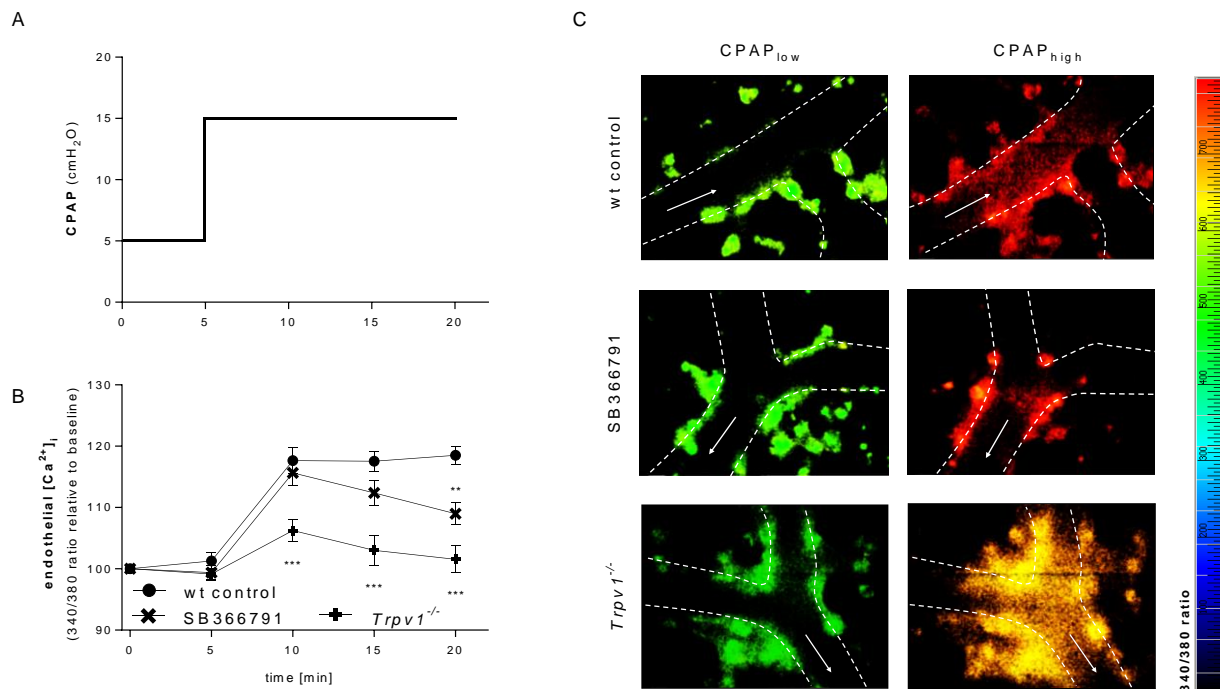 A
CPAP (cmH2O)
20
15
10
5
0
0 5 10 15 20
B
endothelial [Ca2+]i
(340/380 ratio relative to baseline)
130
120
110
100
90
**
***
***
***
wt control
SB366791
Trpv1-/-
0 5 10 15 20
time [min]
C
CPAPlow
CPAPhigh
wt control
SB366791
Trpv1-/-
700
600
500
400
300
200
340/380 ratio